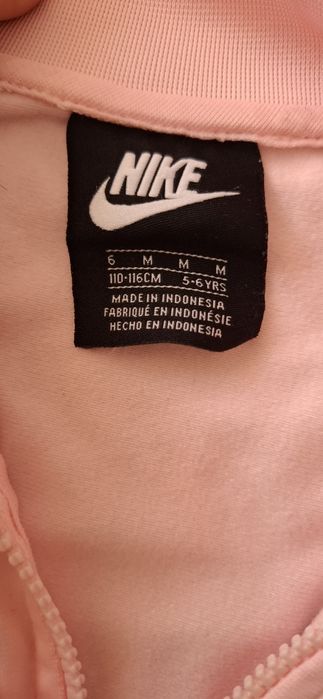 NIKE
6 M M M
110-116CM 5-6YRS
MADE IN INDONESIA
FABRIQUÉ EN INDONÉSIE
HECHO EN INDONESIA